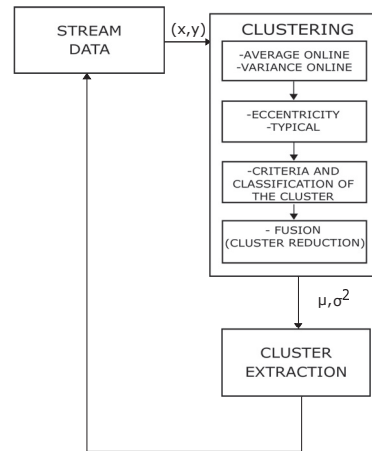 STREAM
DATA
(x,y)
CLUSTERING
-AVERAGE ONLINE
-VARIANCE ONLINE
-ECCENTRICITY
-TYPICAL
-CRITERIA AND
CLASSIFICATION OF
THE CLUSTER
- FUSION
(CLUSTER REDUCTION)
μ,σ²
CLUSTER
EXTRACTION